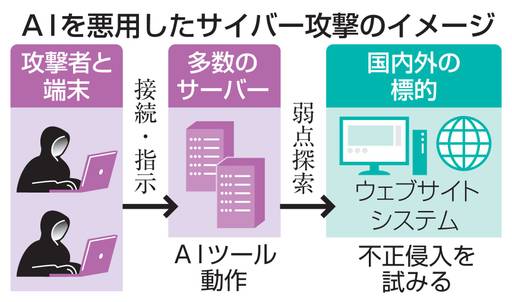 AIを悪用したサイバー攻撃のイメージ
攻撃者と
端末
接続・指示
多数の
サーバー
AIツール
動作
弱点探索
国内外の
標的
ウェブサイト
システム
不正侵入を
試みる